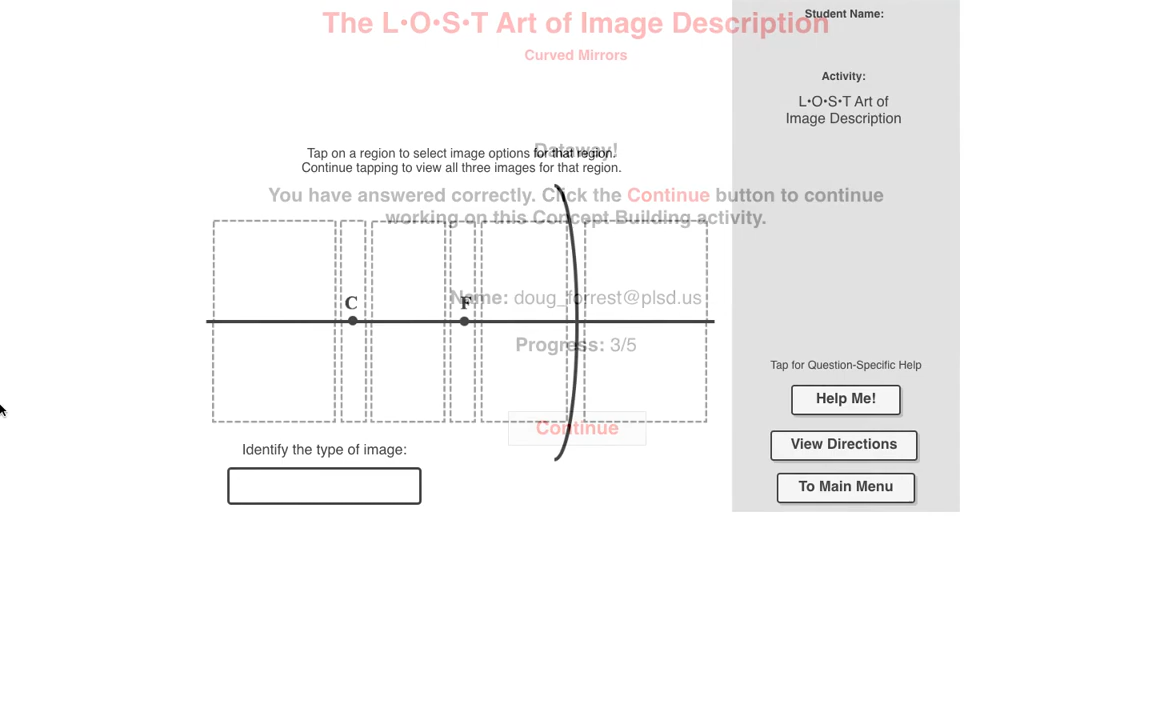 The L•O•S•T Art of Image Description
Curved Mirrors
Student Name:
Activity:
L•O•S•T Art of
Image Description
Tap on a region to select image options for that region.
Continue tapping to view all three images for that region.
Dataway!
You have answered correctly. Click the Continue button to continue
working on this Concept Building activity.
C
F
Name: doug_forrest@plsd.us
Progress: 3/5
Continue
Identify the type of image:
Tap for Question-Specific Help
Help Me!
View Directions
To Main Menu